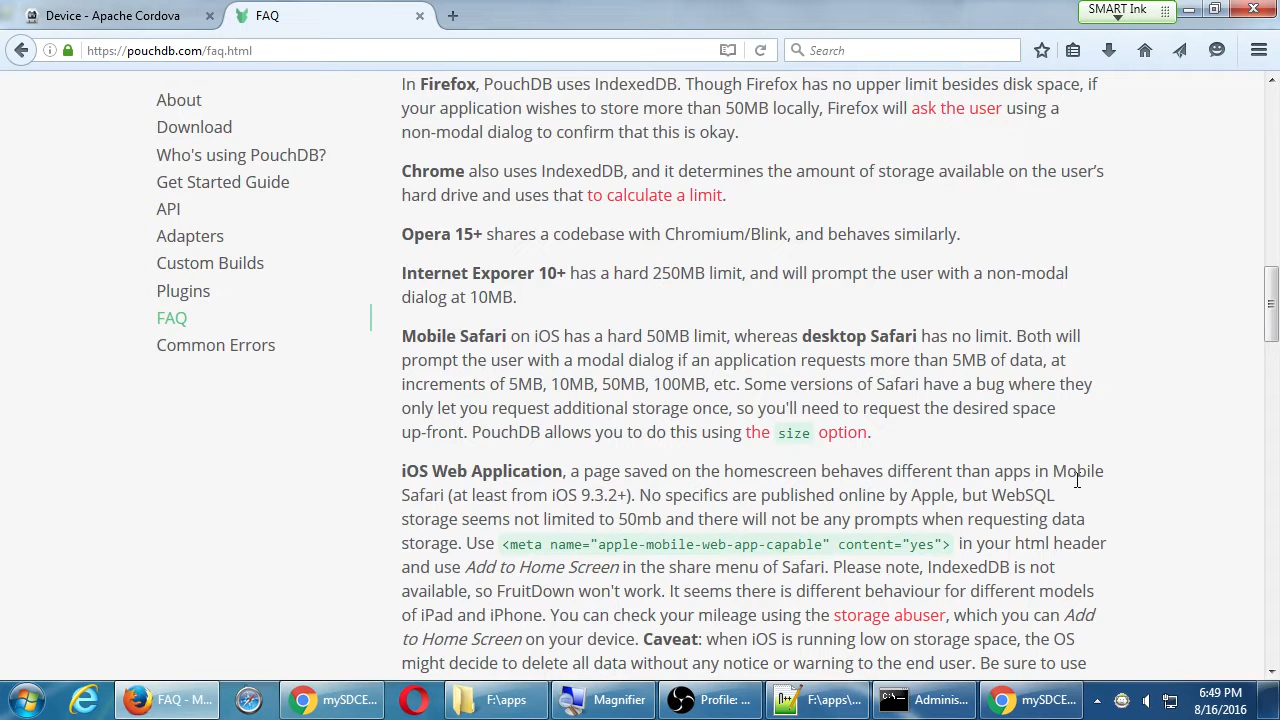 Device - Apache Cordova
FAQ
SMART Ink
https://pouchdb.com/faq.html
Search
About
Download
Who's using PouchDB?
Get Started Guide
API
Adapters
Custom Builds
Plugins
FAQ
Common Errors
In Firefox, PouchDB uses IndexedDB. Though Firefox has no upper limit besides disk space, if
your application wishes to store more than 50MB locally, Firefox will ask the user using a
non-modal dialog to confirm that this is okay.
Chrome also uses IndexedDB, and it determines the amount of storage available on the user's
hard drive and uses that to calculate a limit.
Opera 15+ shares a codebase with Chromium/Blink, and behaves similarly.
Internet Exporer 10+ has a hard 250MB limit, and will prompt the user with a non-modal
dialog at 10MB.
Mobile Safari on iOS has a hard 50MB limit, whereas desktop Safari has no limit. Both will
prompt the user with a modal dialog if an application requests more than 5MB of data, at
increments of 5MB, 10MB, 50MB, 100MB, etc. Some versions of Safari have a bug where they
only let you request additional storage once, so you'll need to request the desired space
up-front. PouchDB allows you to do this using the size option.
iOS Web Application, a page saved on the homescreen behaves different than apps in Mobile
Safari (at least from iOS 9.3.2+). No specifics are published online by Apple, but WebSQL
storage seems not limited to 50mb and there will not be any prompts when requesting data
storage. Use <meta name="apple-mobile-web-app-capable" content="yes"> in your html header
and use Add to Home Screen in the share menu of Safari. Please note, IndexedDB is not
available, so FruitDown won't work. It seems there is different behaviour for different models
of iPad and iPhone. You can check your mileage using the storage abuser, which you can Add
to Home Screen on your device. Caveat: when iOS is running low on storage space, the OS
might decide to delete all data without any notice or warning to the end user. Be sure to use
FAQ - M...
mySDCE...
F:\apps
Magnifier
Profile: ...
F:\apps\...
Adminis...
mySDCE...
6:49 PM
8/16/2016